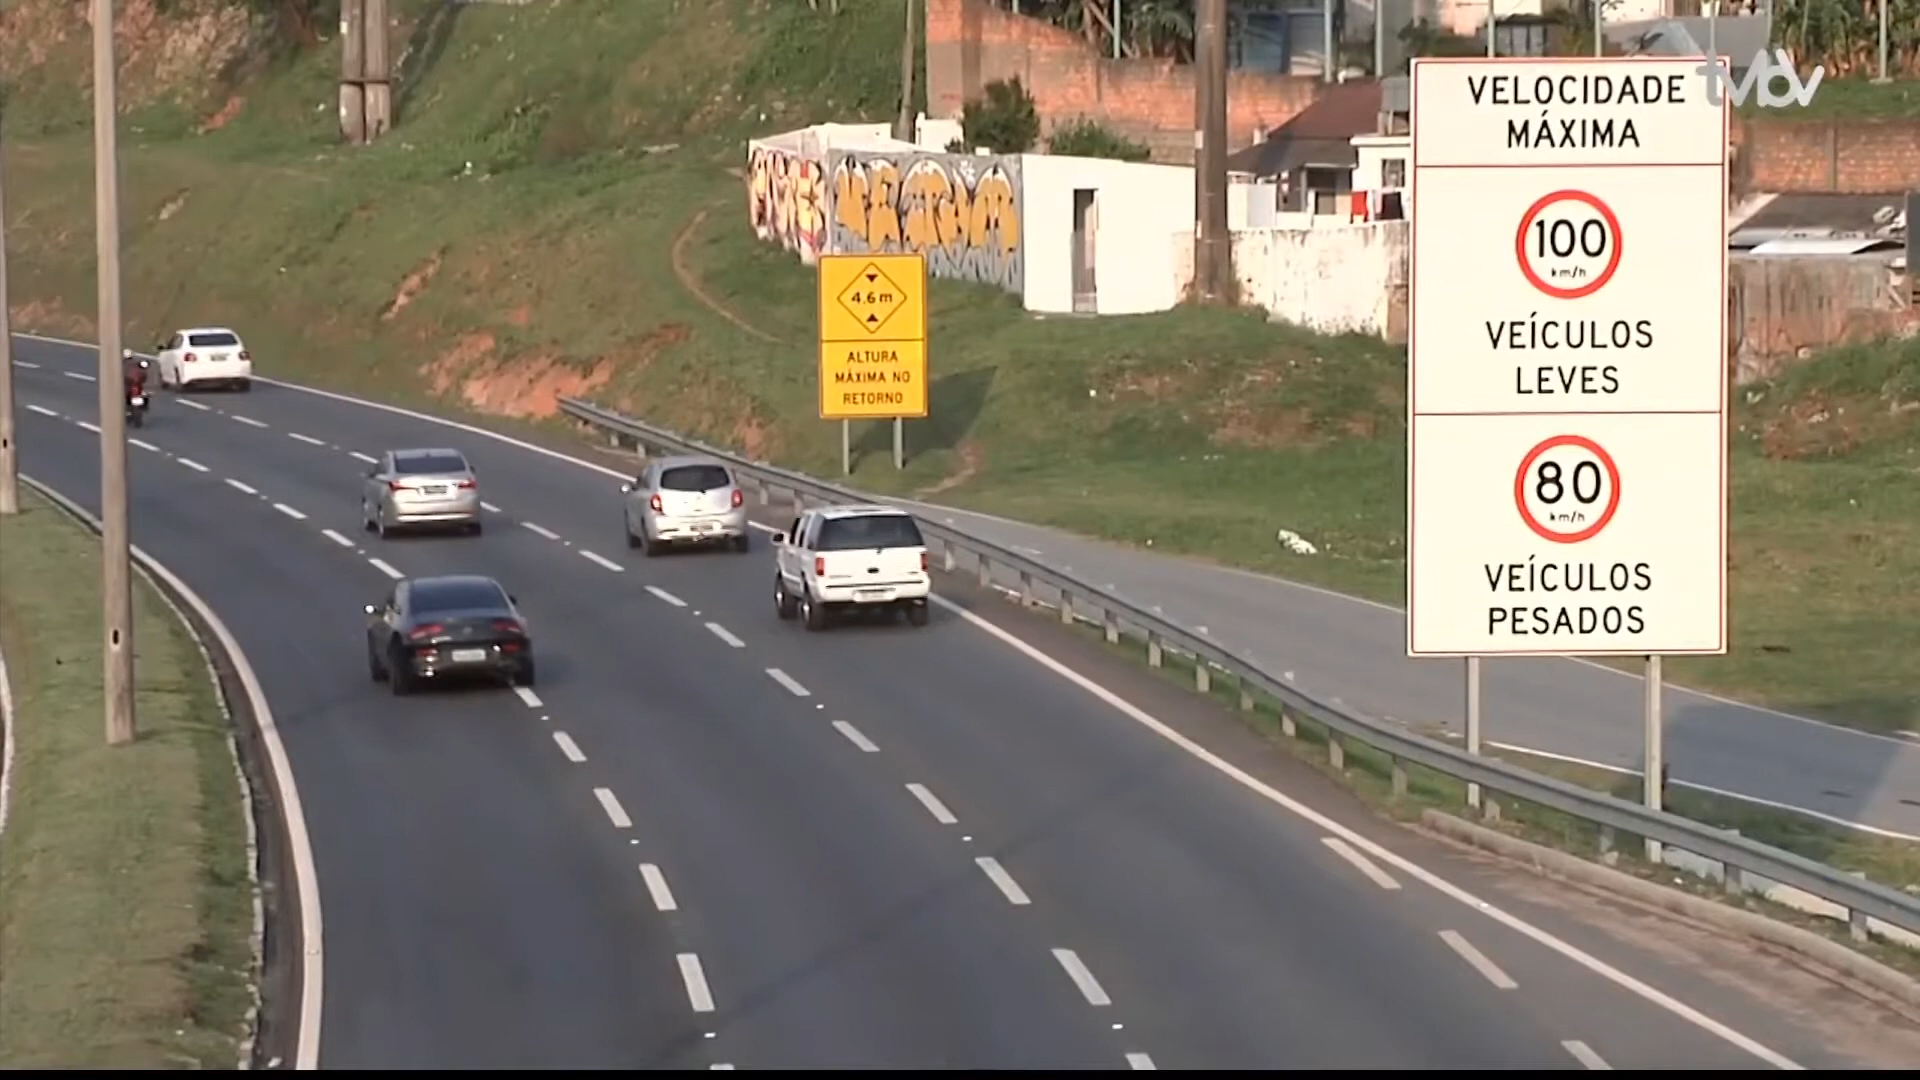 VELOCIDADE
MÁXIMA
100
km/h
VEÍCULOS
LEVES
80
km/h
VEÍCULOS
PESADOS
4.6 m
ALTURA
MÁXIMA NO
RETORNO
tvbv